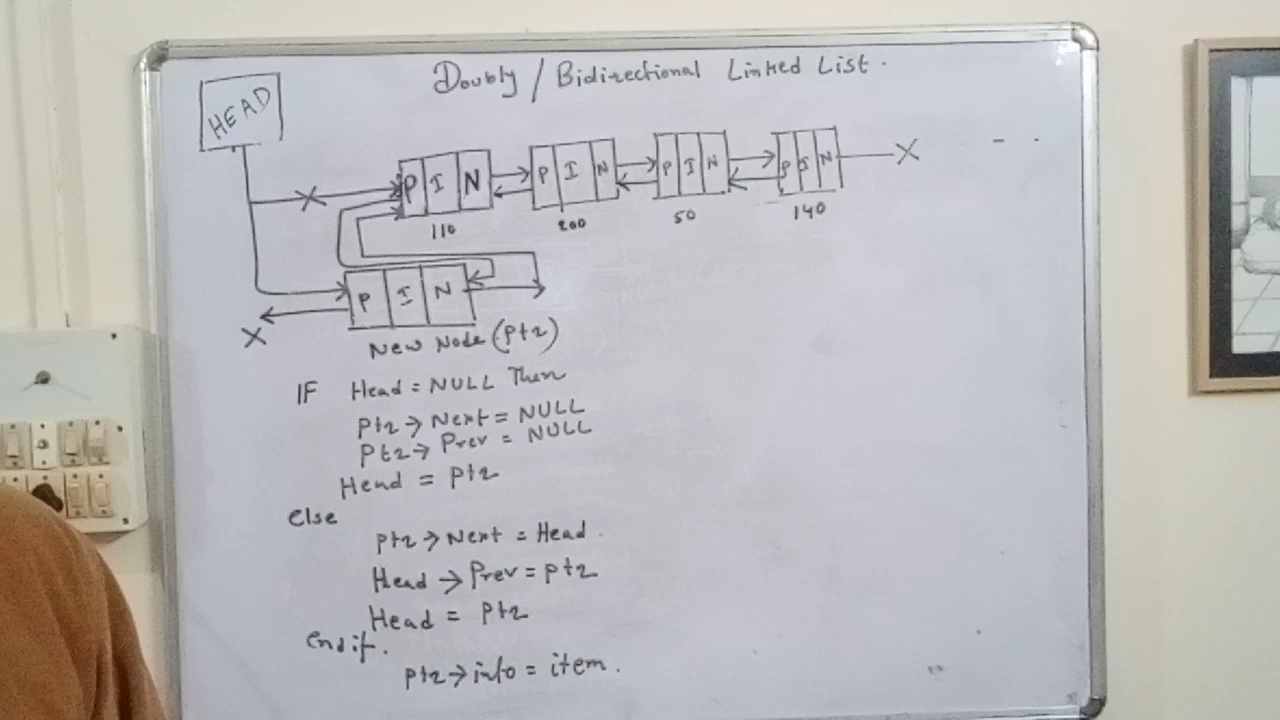 Doubly / Bidirectional Linked List.
HEAD
P I N
P I N
P I N
P I N
110
200
50
140
P I N
New Node (Ptr)
IF Head = NULL Then
Ptr → Next = NULL
Ptr → Prev = NULL
Head = Ptr
Else
Ptr → Next = Head.
Head → Prev = Ptr
Head = Ptr
Endif.
Ptr → info = item.